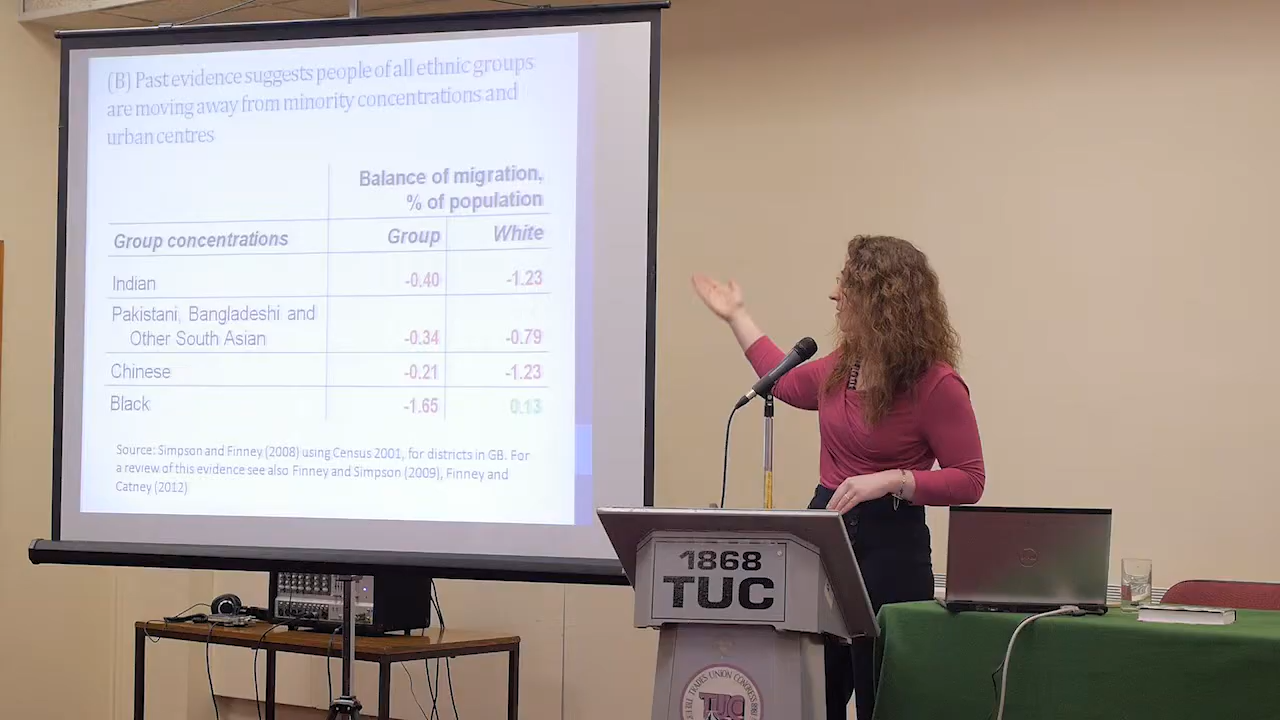 (B) Past evidence suggests people of all ethnic groups
are moving away from minority concentrations and
urban centres
Balance of migration,
% of population
Group concentrations Group White
Indian -0.40 -1.23
Pakistani, Bangladeshi and
Other South Asian -0.34 -0.79
Chinese -0.21 -1.23
Black -1.65 0.13
Source: Simpson and Finney (2008) using Census 2001, for districts in GB. For
a review of this evidence see also Finney and Simpson (2009), Finney and
Catney (2012)
1868
TUC
TRADES UNION CONGRESS
TUC